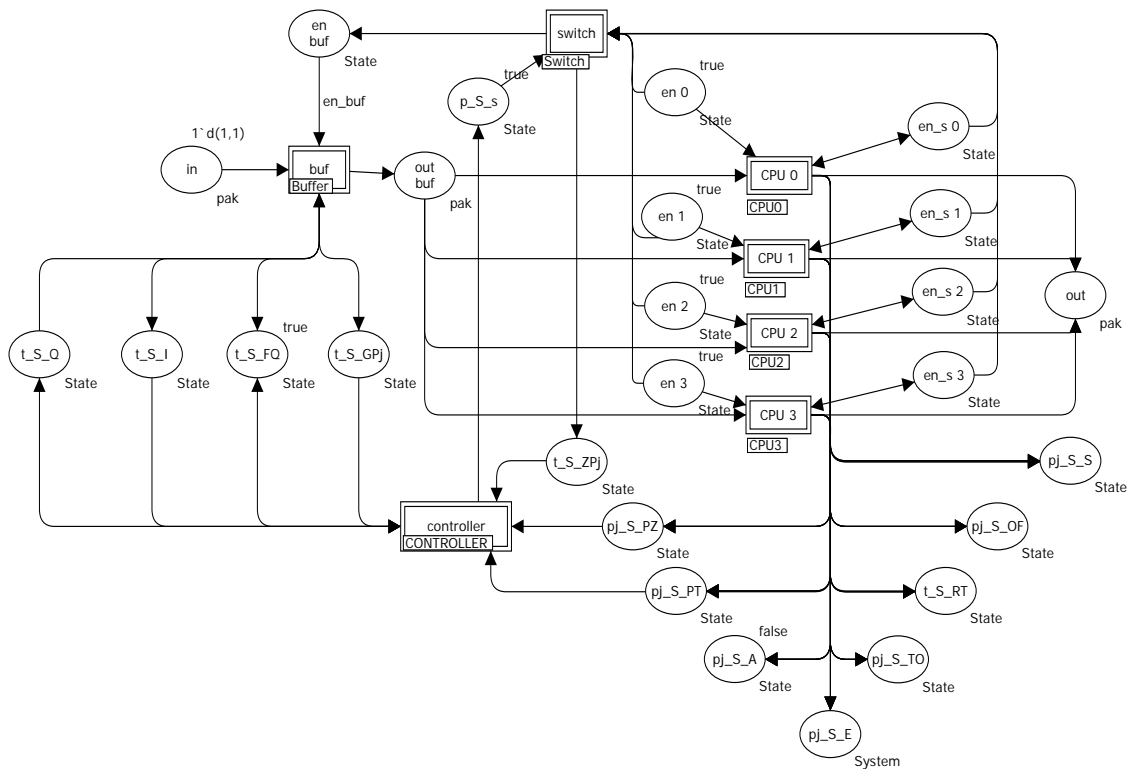 en
buf
State
switch
Switch
true
en 0
State
true
p_S_s
State
en_s 0
State
en_buf
1`d(1,1)
in
pak
buf
Buffer
out
buf
pak
CPU 0
CPU0
true
en 1
State
en_s 1
State
CPU 1
CPU1
true
en 2
State
en_s 2
State
out
pak
CPU 2
CPU2
true
en 3
State
en_s 3
State
CPU 3
CPU3
t_S_Q
State
t_S_I
State
true
t_S_FQ
State
t_S_GPj
State
t_S_ZPj
State
pj_S_S
State
controller
CONTROLLER
pj_S_PZ
State
pj_S_OF
State
pj_S_PT
State
t_S_RT
State
false
pj_S_A
State
pj_S_TO
State
pj_S_E
System